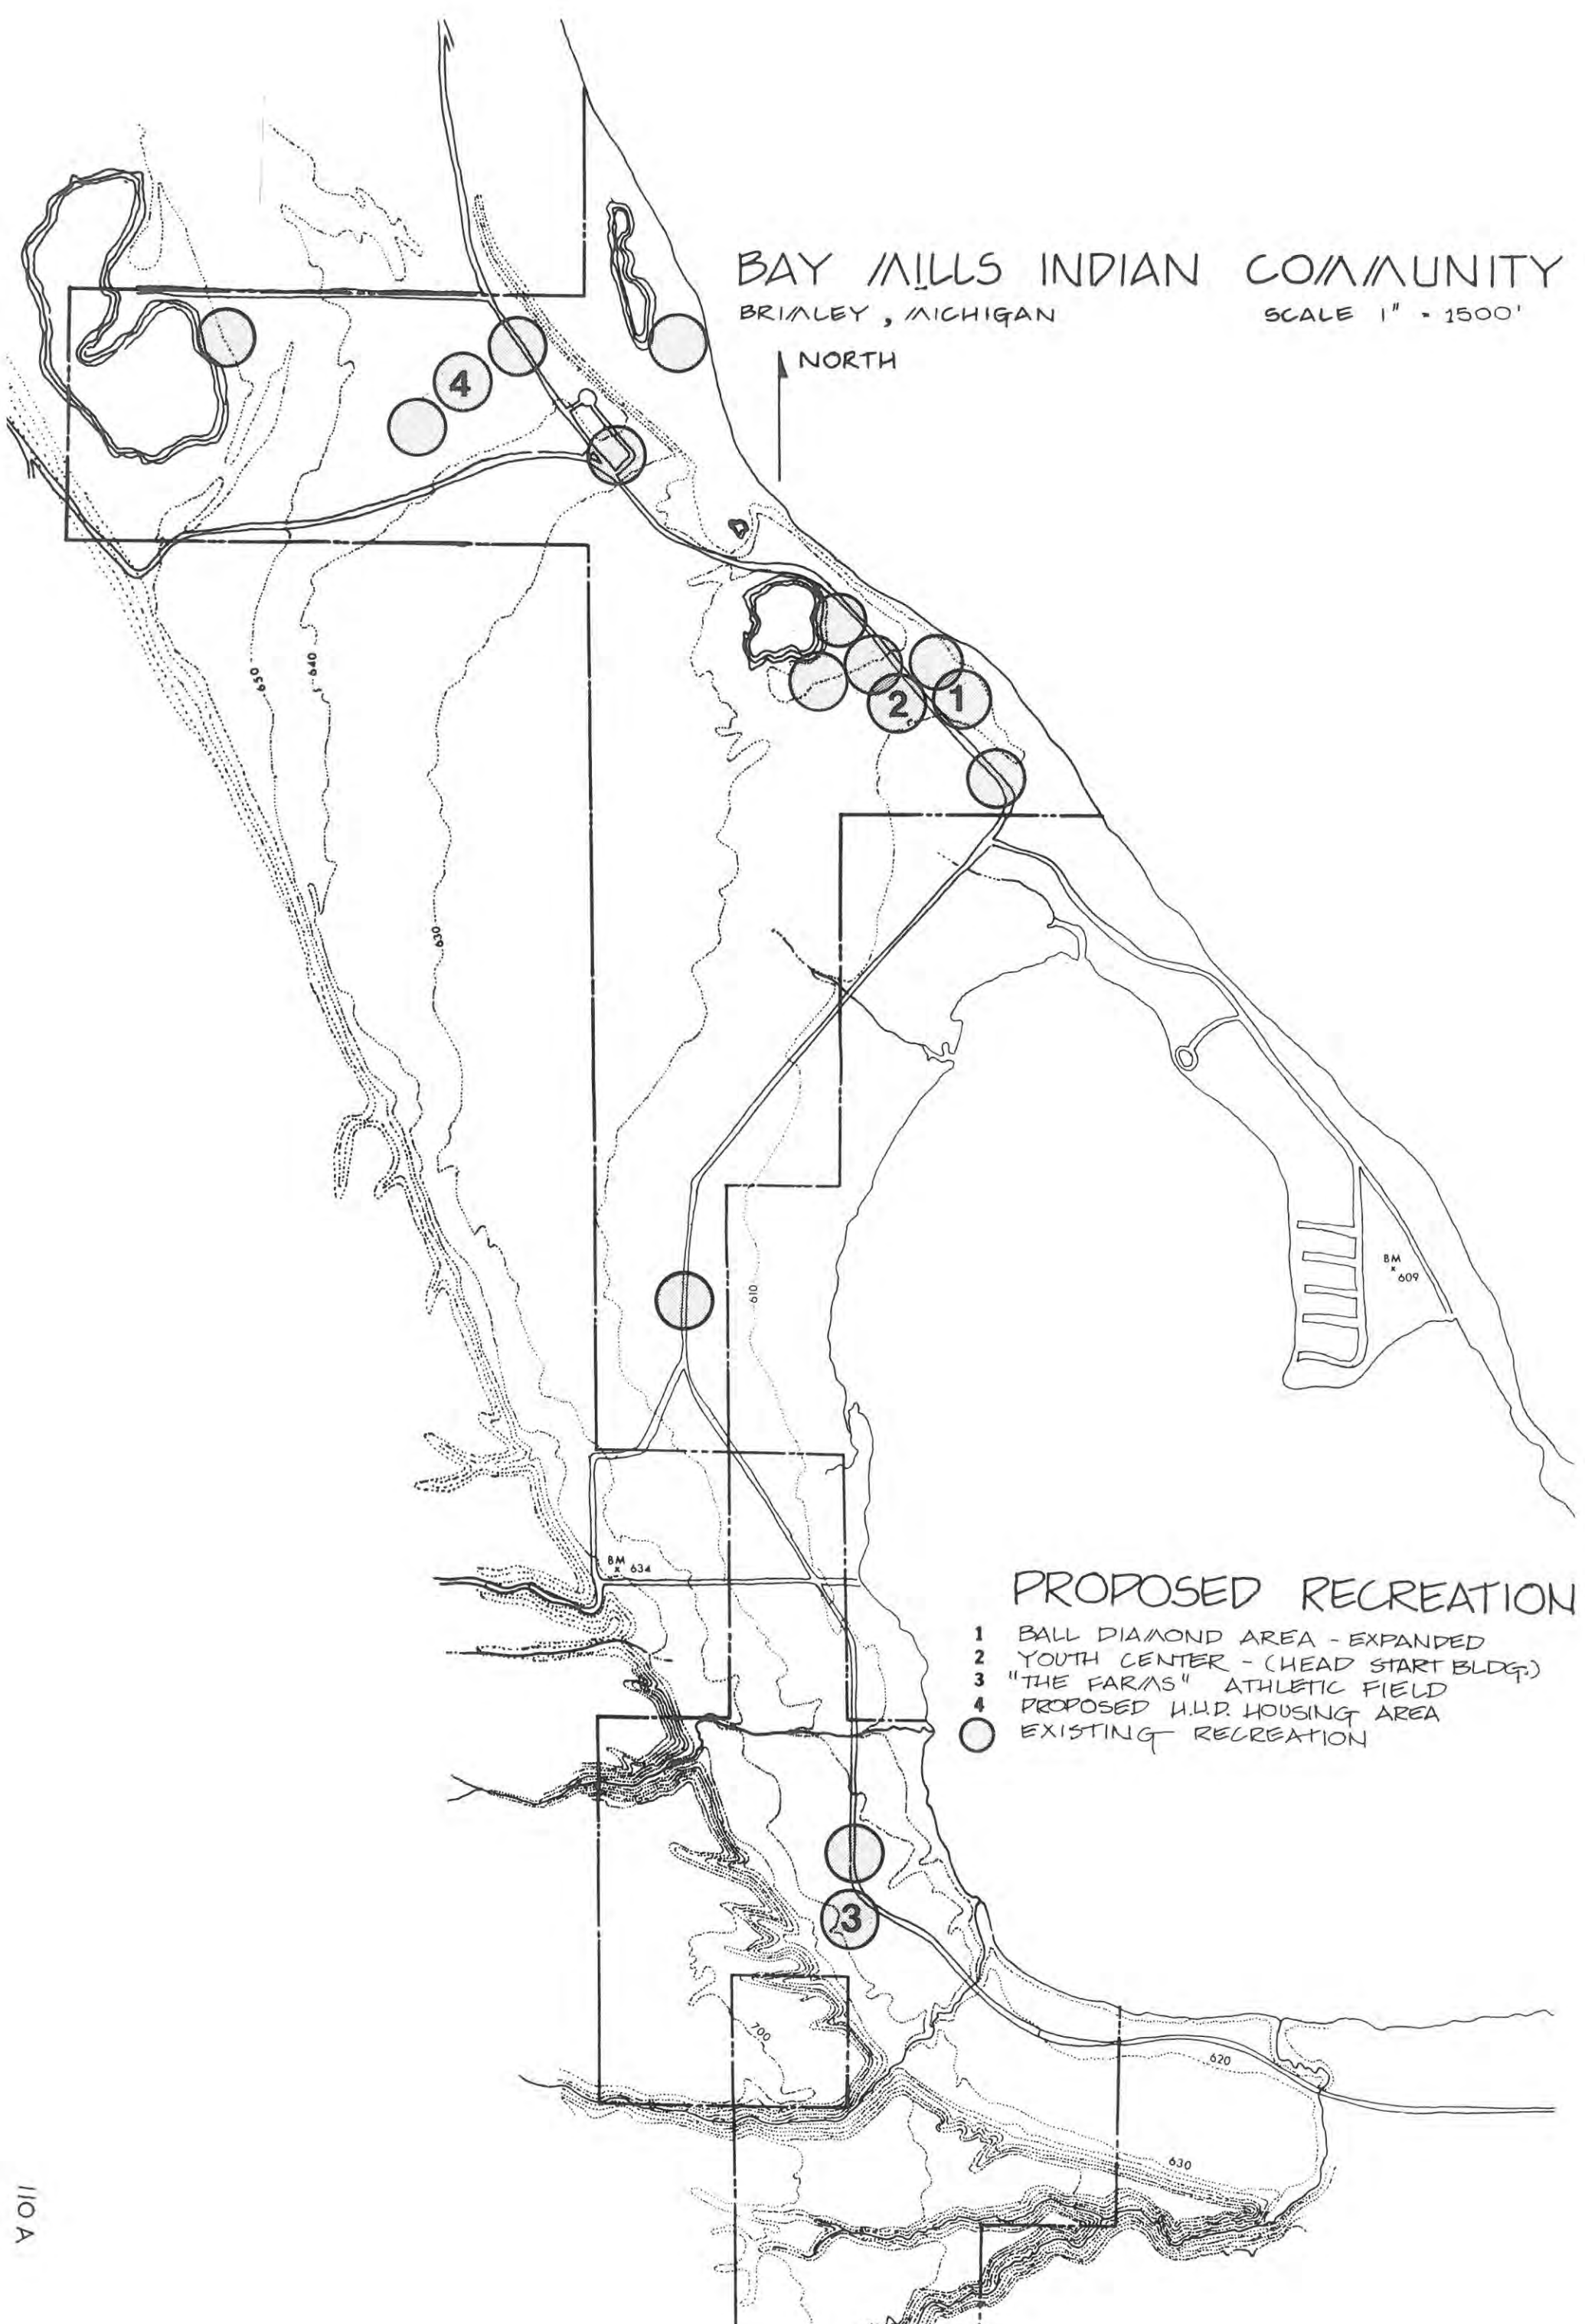 BAY MILLS INDIAN COMMUNITY
BRIMLEY, MICHIGAN
SCALE 1" = 1500'
NORTH
4
650
640
2
1
630
610
BM
x 609
BM
x 634
PROPOSED RECREATION
1 BALL DIAMOND AREA - EXPANDED
2 YOUTH CENTER - (HEAD START BLDG.)
3 "THE FARMS" ATHLETIC FIELD
4 PROPOSED H.U.D. HOUSING AREA
EXISTING RECREATION
3
700
620
630
110 A